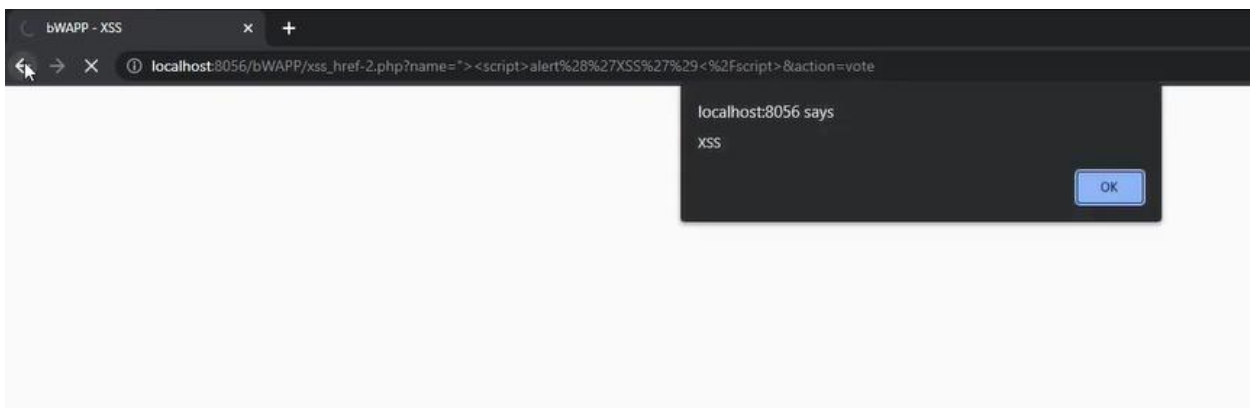 bWAPP - XSS
localhost:8056/bWAPP/xss_href-2.php?name="><script>alert%28%27XSS%27%29<%2Fscript>&action=vote
localhost:8056 says
XSS
OK